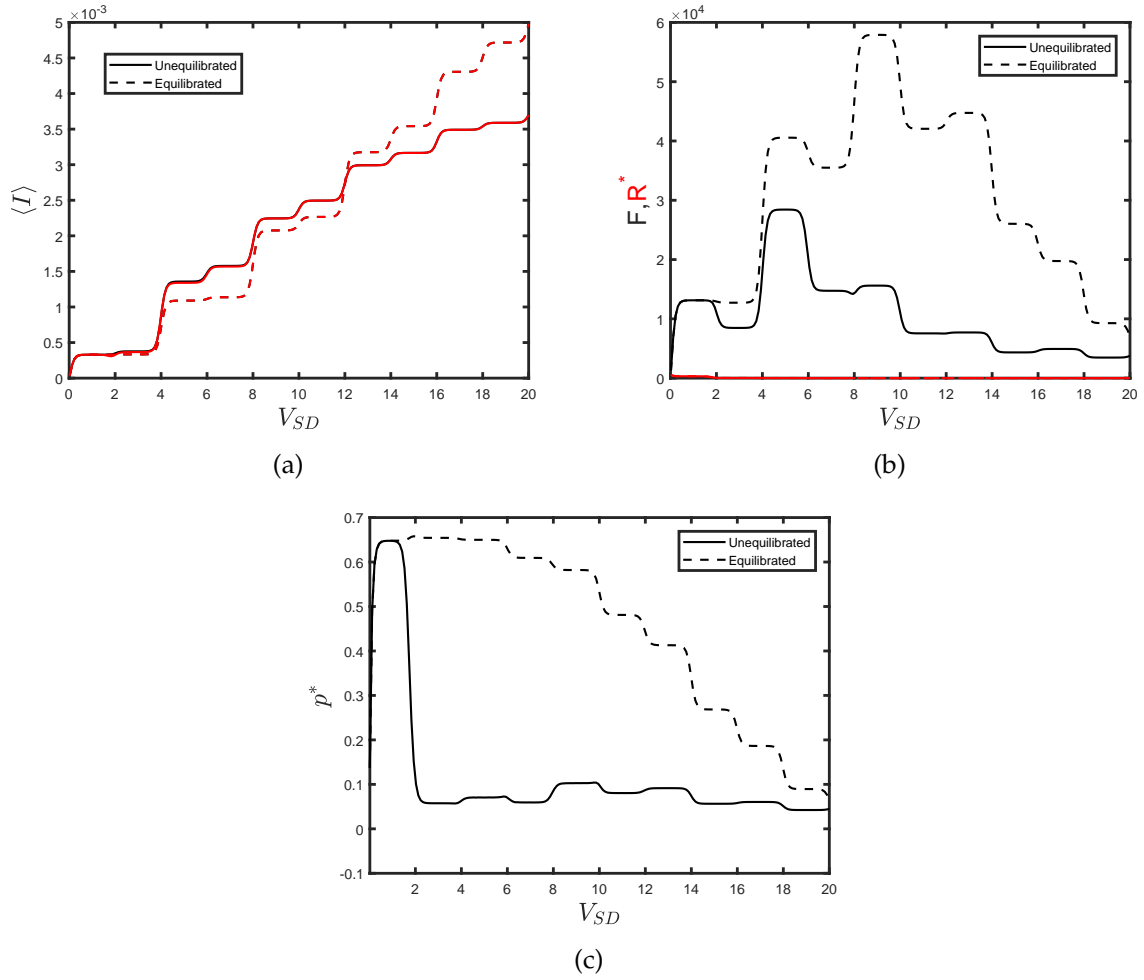 ×10⁻³
5
4.5
4
3.5
3
2.5
2
1.5
1
0.5
0
⟨I⟩
Unequilibrated
Equilibrated
0 2 4 6 8 10 12 14 16 18 20
V_SD
(a)
×10⁴
6
5
4
3
2
1
0
F,R*
Unequilibrated
Equilibrated
0 2 4 6 8 10 12 14 16 18 20
V_SD
(b)
0.7
0.6
0.5
0.4
0.3
0.2
0.1
0
-0.1
p*
Unequilibrated
Equilibrated
2 4 6 8 10 12 14 16 18 20
V_SD
(c)